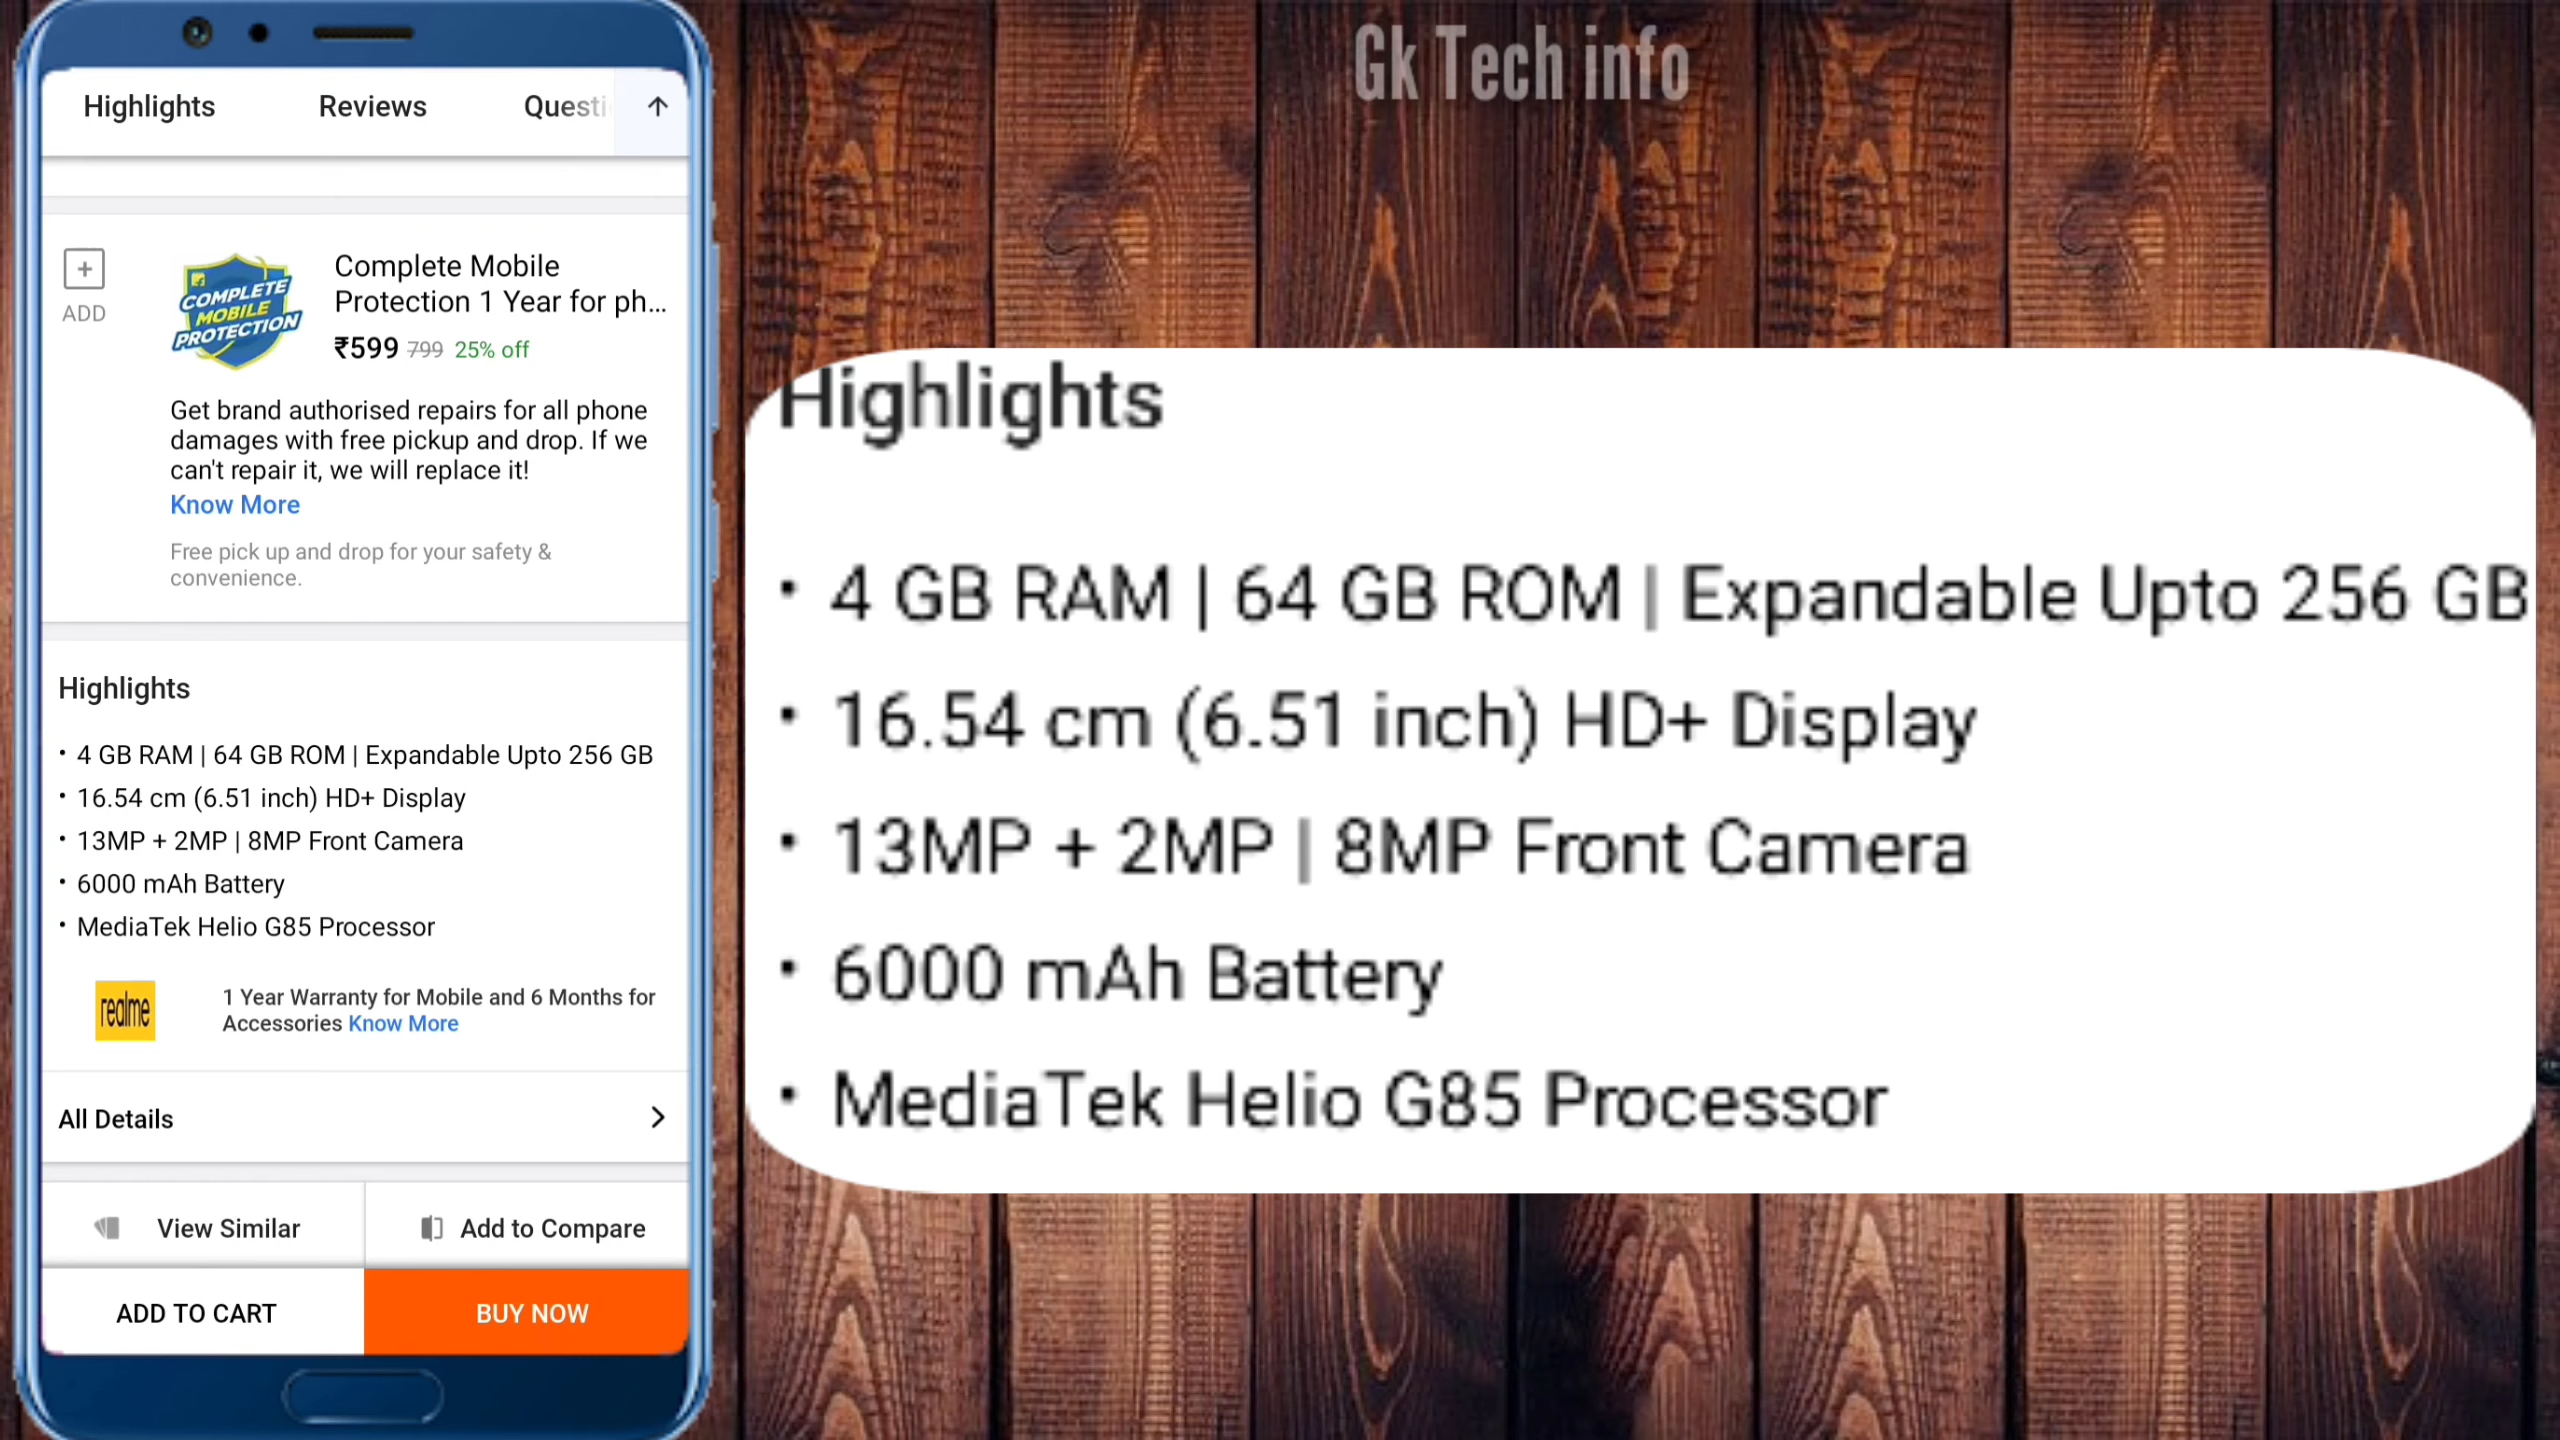 Gk Tech info
Highlights
Reviews
Questi
ADD
COMPLETE
MOBILE
PROTECTION
Complete Mobile
Protection 1 Year for ph...
₹599 799 25% off
Get brand authorised repairs for all phone
damages with free pickup and drop. If we
can't repair it, we will replace it!
Know More
Free pick up and drop for your safety &
convenience.
Highlights
• 4 GB RAM | 64 GB ROM | Expandable Upto 256 GB
• 16.54 cm (6.51 inch) HD+ Display
• 13MP + 2MP | 8MP Front Camera
• 6000 mAh Battery
• MediaTek Helio G85 Processor
realme
1 Year Warranty for Mobile and 6 Months for
Accessories Know More
All Details
View Similar
Add to Compare
ADD TO CART
BUY NOW
Highlights
• 4 GB RAM | 64 GB ROM | Expandable Upto 256 GB
• 16.54 cm (6.51 inch) HD+ Display
• 13MP + 2MP | 8MP Front Camera
• 6000 mAh Battery
• MediaTek Helio G85 Processor